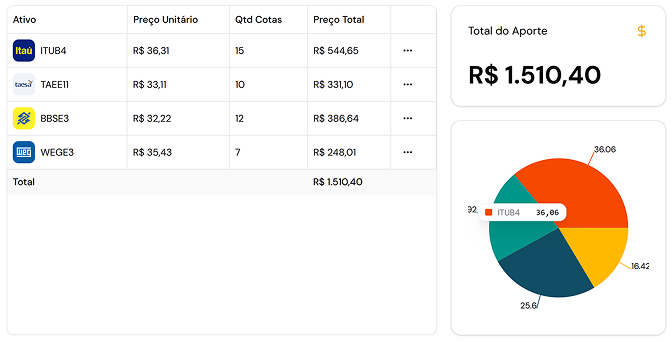 Ativo Preço Unitário Qtd Cotas Preço Total
Itaú ITUB4 R$ 36,31 15 R$ 544,65 ...
taesa TAEE11 R$ 33,11 10 R$ 331,10 ...
BBSE3 R$ 32,22 12 R$ 386,64 ...
weg WEGE3 R$ 35,43 7 R$ 248,01 ...
Total R$ 1.510,40
Total do Aporte $
R$ 1.510,40
36.06
92.
ITUB4 36,06
16.42
25.6